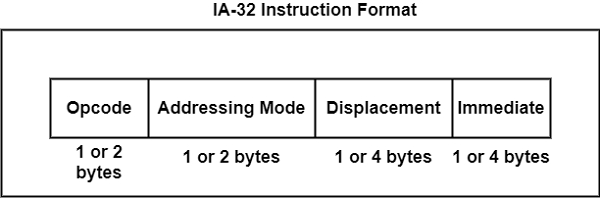 IA-32 Instruction Format
Opcode Addressing Mode Displacement Immediate
1 or 2 bytes 1 or 2 bytes 1 or 4 bytes 1 or 4 bytes